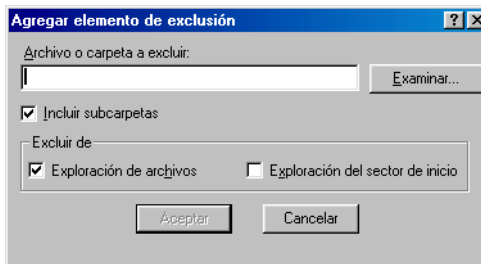 Agregar elemento de exclusión
Archivo o carpeta a excluir:
Examinar...
Incluir subcarpetas
Excluir de
Exploración de archivos Exploración del sector de inicio
Aceptar Cancelar